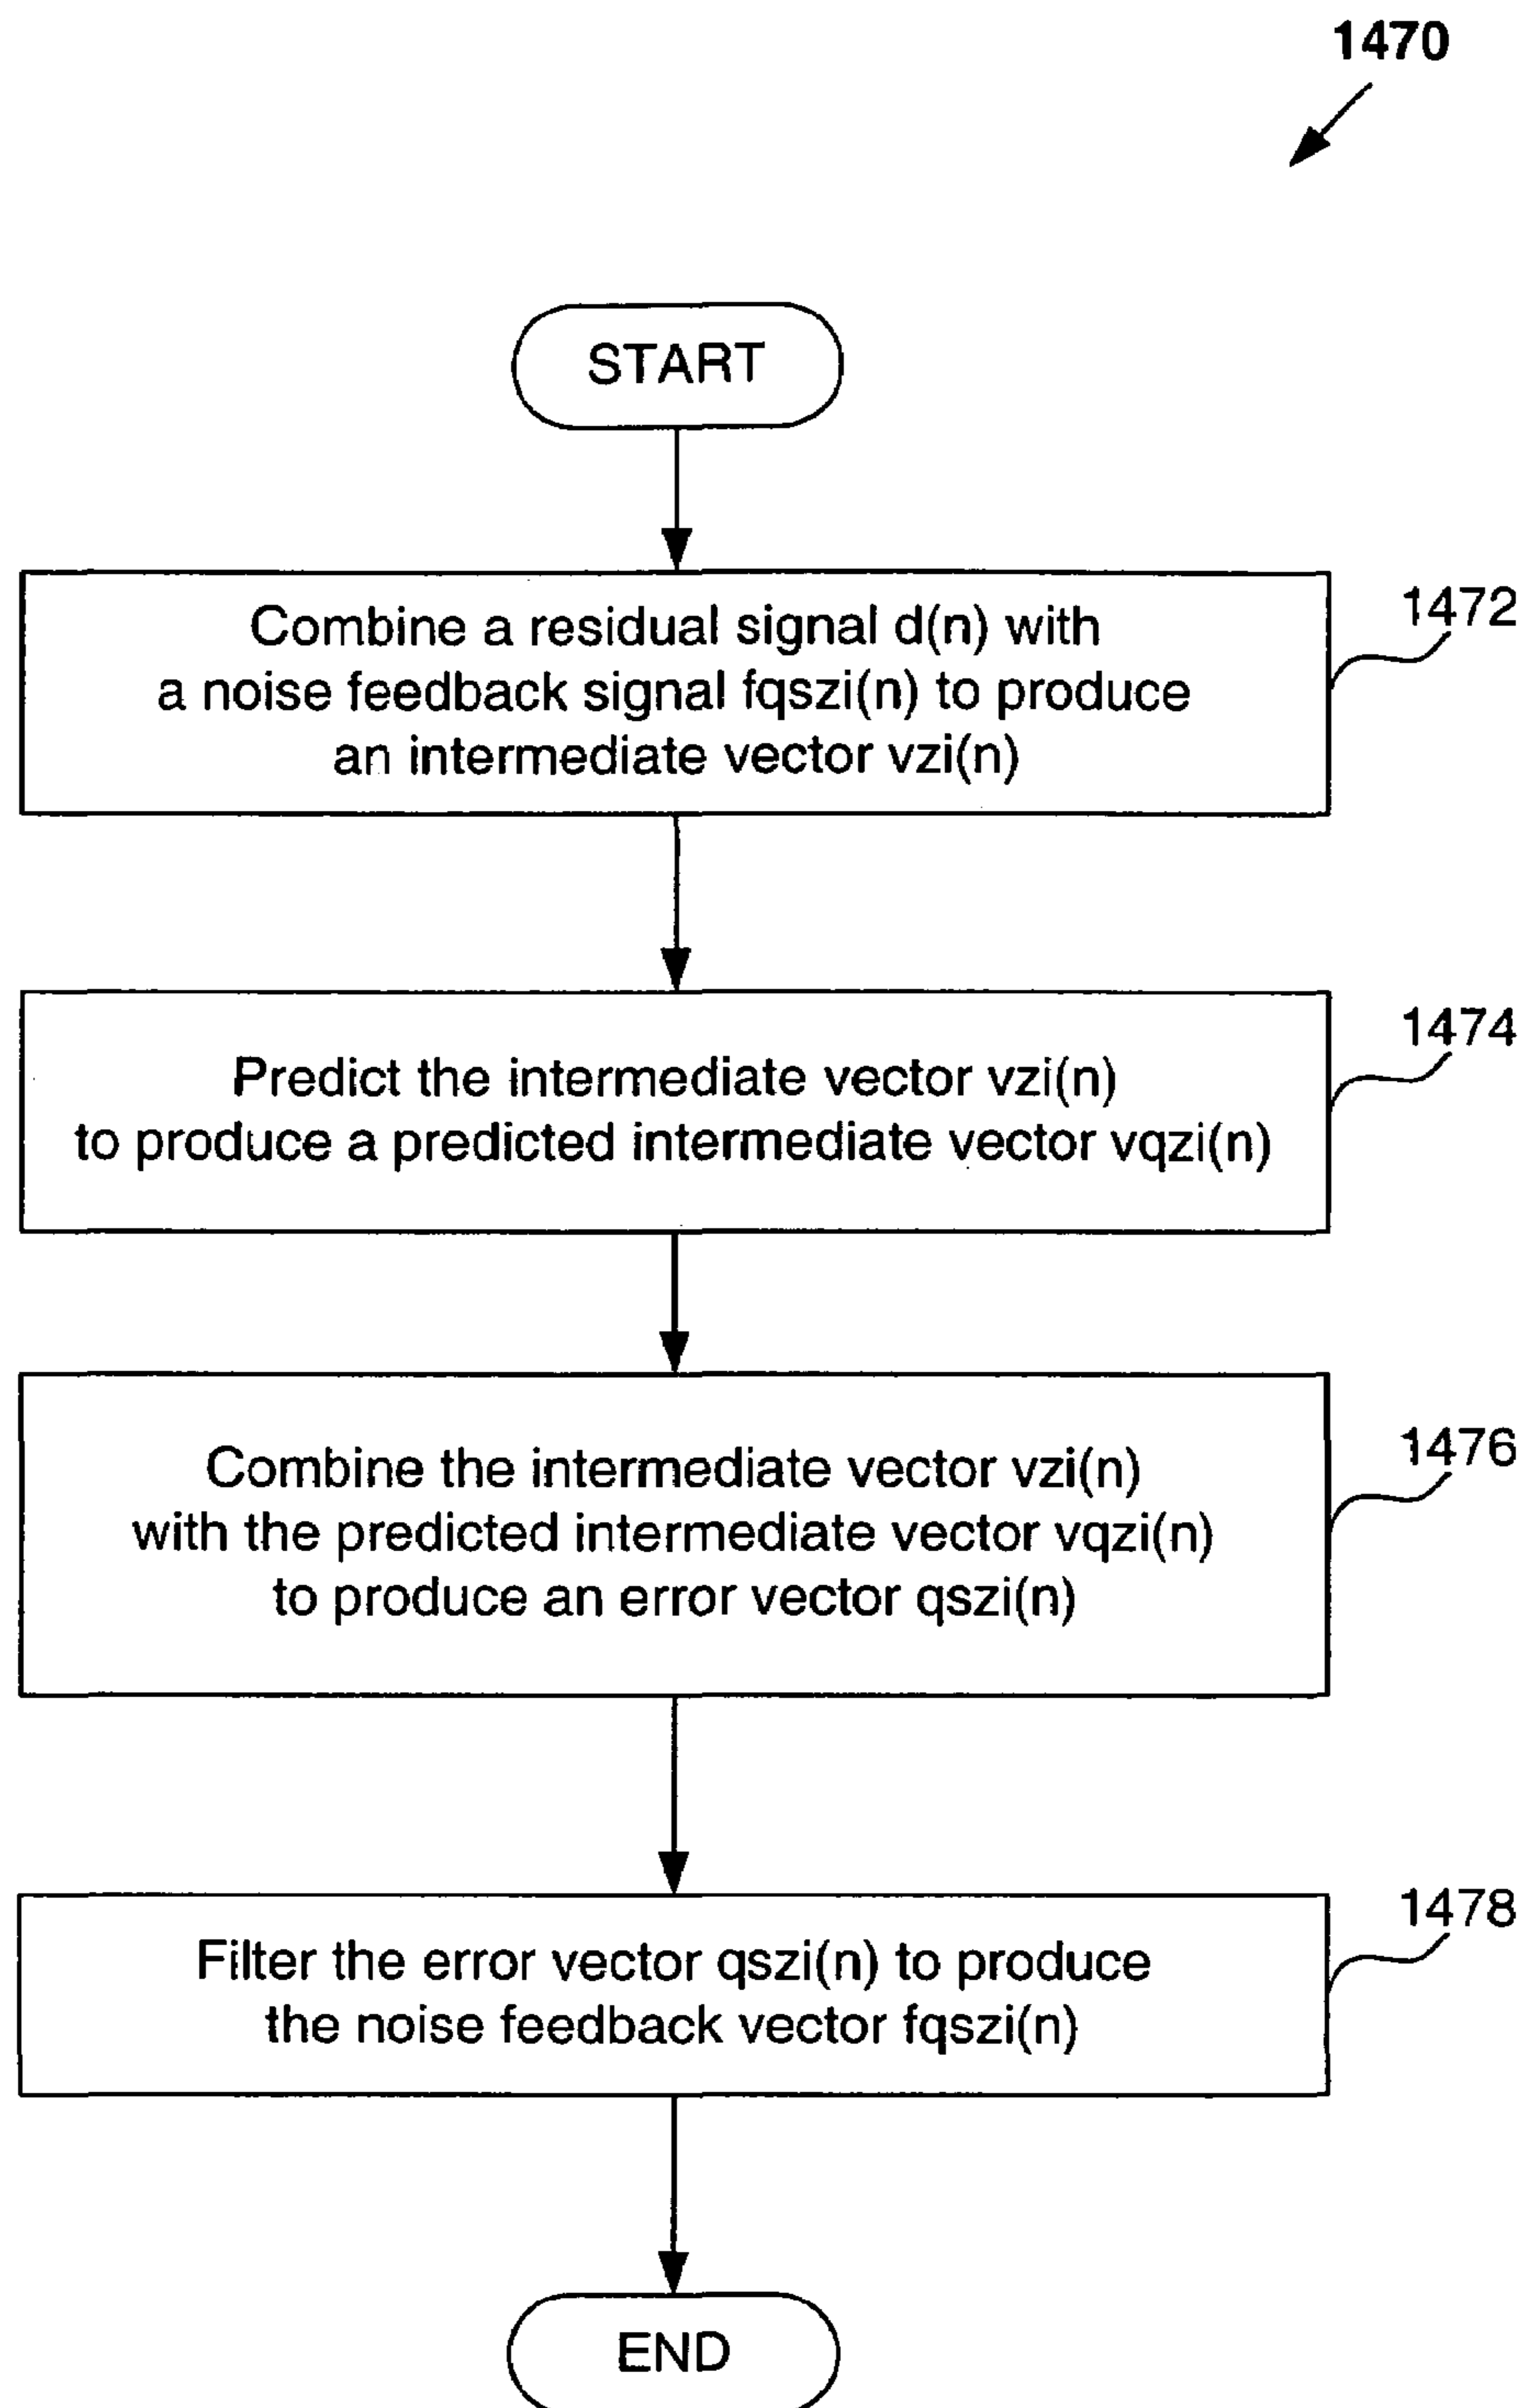 1470
START
Combine a residual signal d(n) with
a noise feedback signal fqszi(n) to produce
an intermediate vector vzi(n)
1472
Predict the intermediate vector vzi(n)
to produce a predicted intermediate vector vqzi(n)
1474
Combine the intermediate vector vzi(n)
with the predicted intermediate vector vqzi(n)
to produce an error vector qszi(n)
1476
Filter the error vector qszi(n) to produce
the noise feedback vector fqszi(n)
1478
END